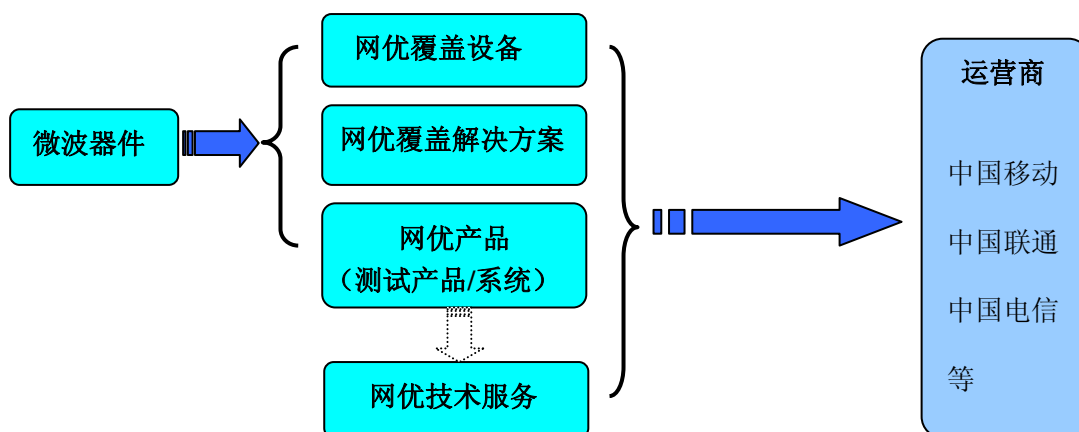 微波器件
网优覆盖设备
网优覆盖解决方案
网优产品
（测试产品/系统）
网优技术服务
运营商
中国移动
中国联通
中国电信
等